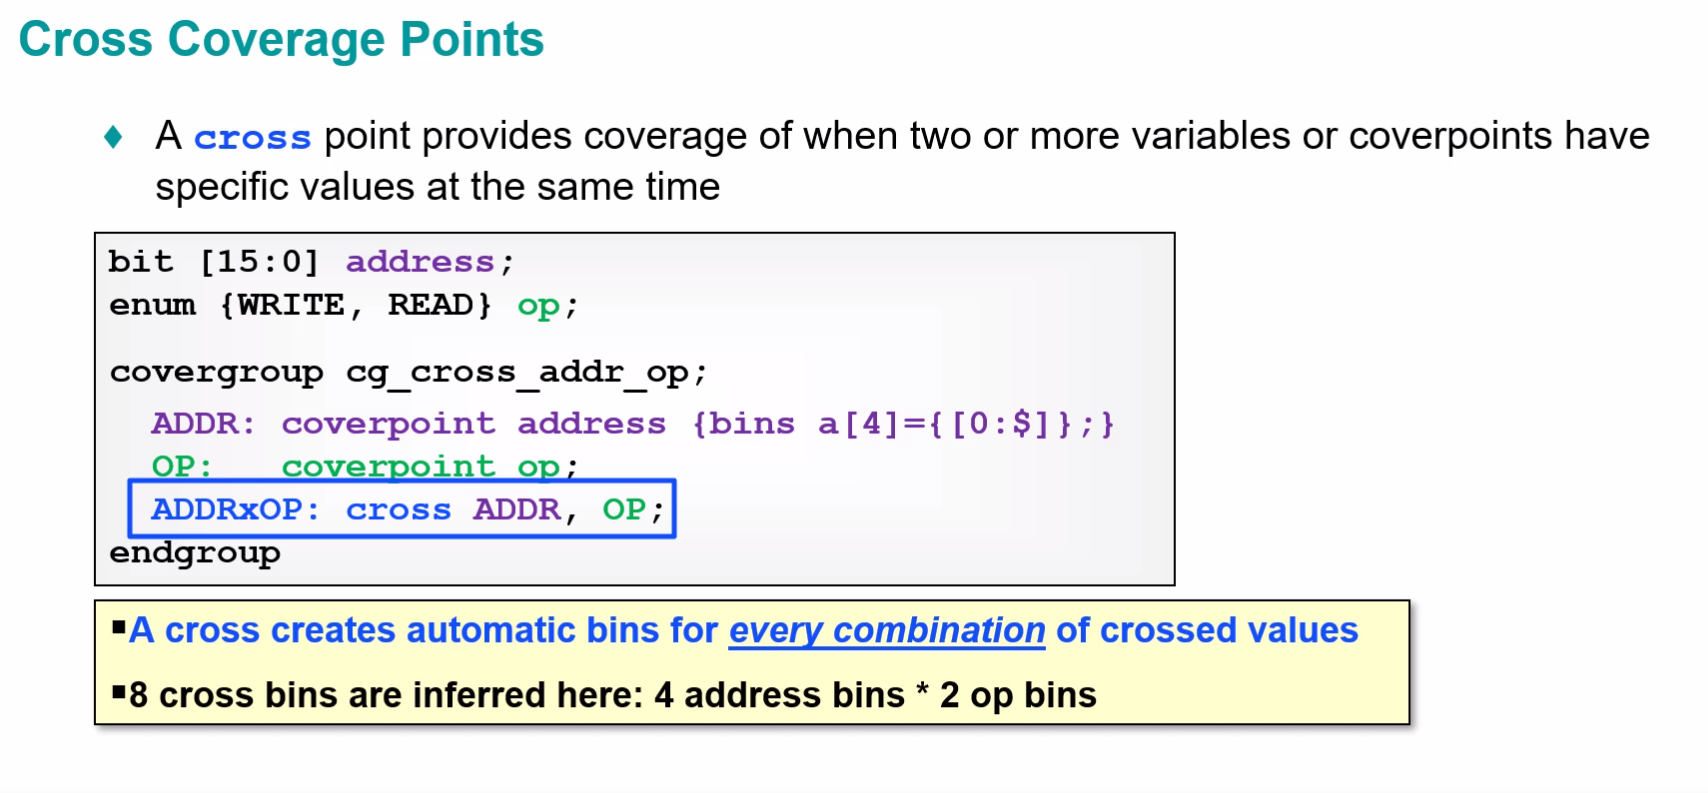 Cross Coverage Points
♦ A cross point provides coverage of when two or more variables or coverpoints have
specific values at the same time
bit [15:0] address;
enum {WRITE, READ} op;
covergroup cg_cross_addr_op;
ADDR: coverpoint address {bins a[4]={[0:$]};}
OP: coverpoint op;
ADDRxOP: cross ADDR, OP;
endgroup
▪A cross creates automatic bins for every combination of crossed values
▪8 cross bins are inferred here: 4 address bins * 2 op bins